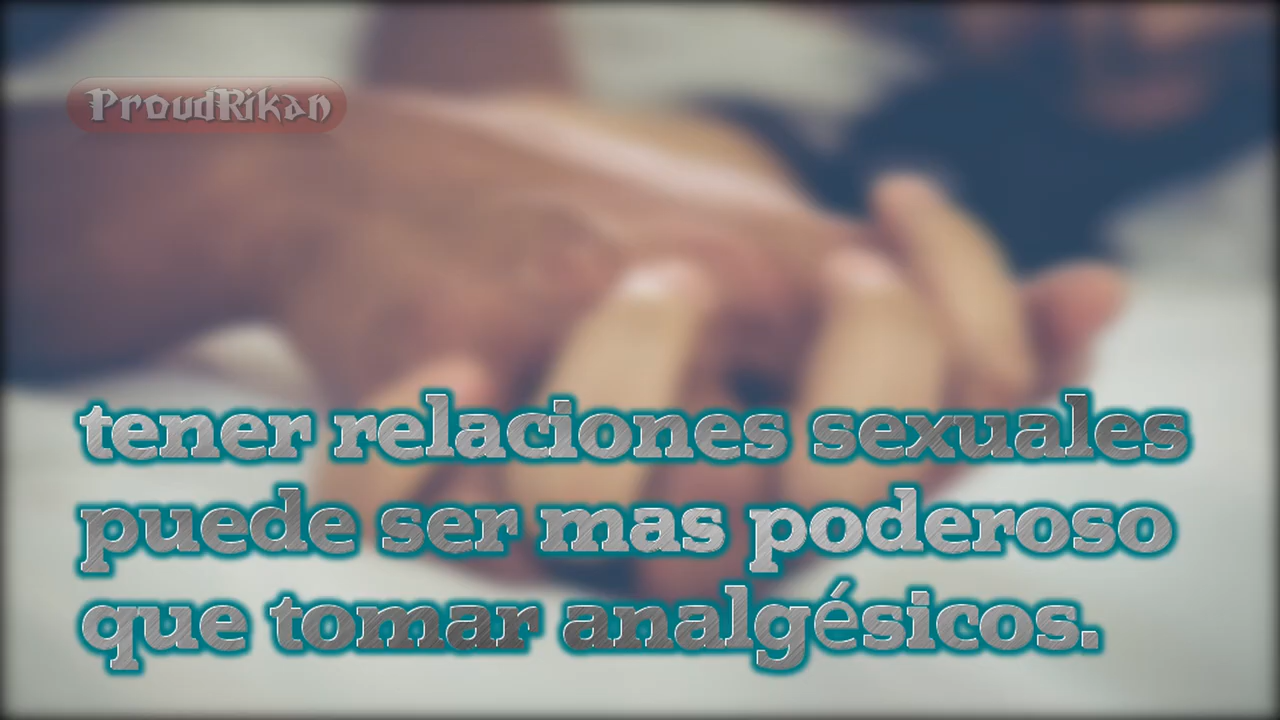 ProudRikan
tener relaciones sexuales
puede ser mas poderoso
que tomar analgésicos.